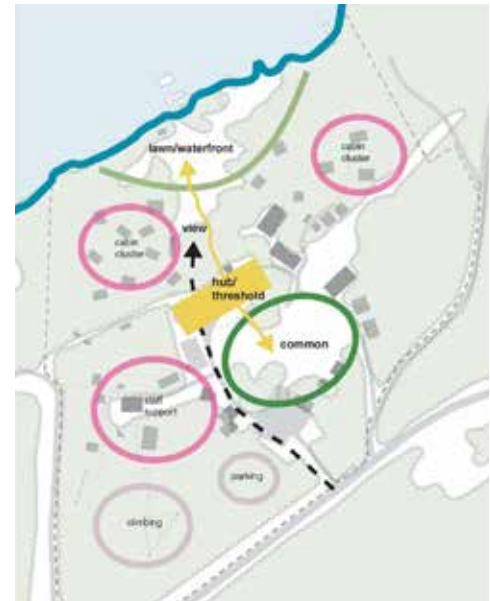 lawn/waterfront
cabin
cluster
view
cabin
cluster
hub/
threshold
common
staff
support
parking
climbing